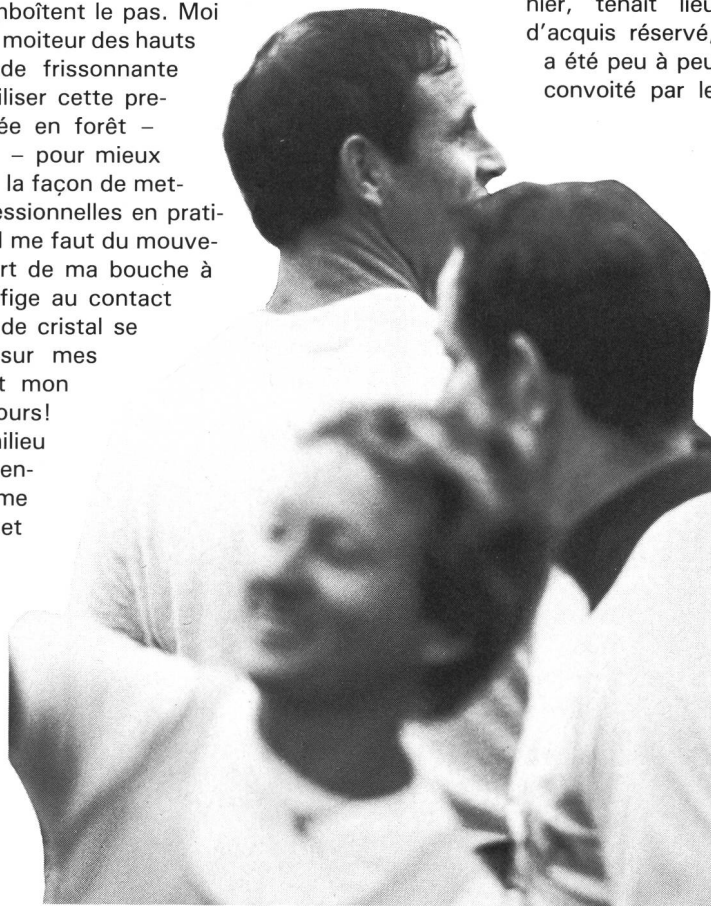 nboîtent le pas. Moi
moiteur des hauts
de frissonnante
iliser cette pre-
ée en forêt –
– pour mieux
la façon de met-
essionnelles en prati-
l me faut du mouve-
rt de ma bouche à
fige au contact
de cristal se
sur mes
t mon
ours!
ilieu
en-
me
et
nier, tenait lieu
d'acquis réservé,
a été peu à peu
convoité par le